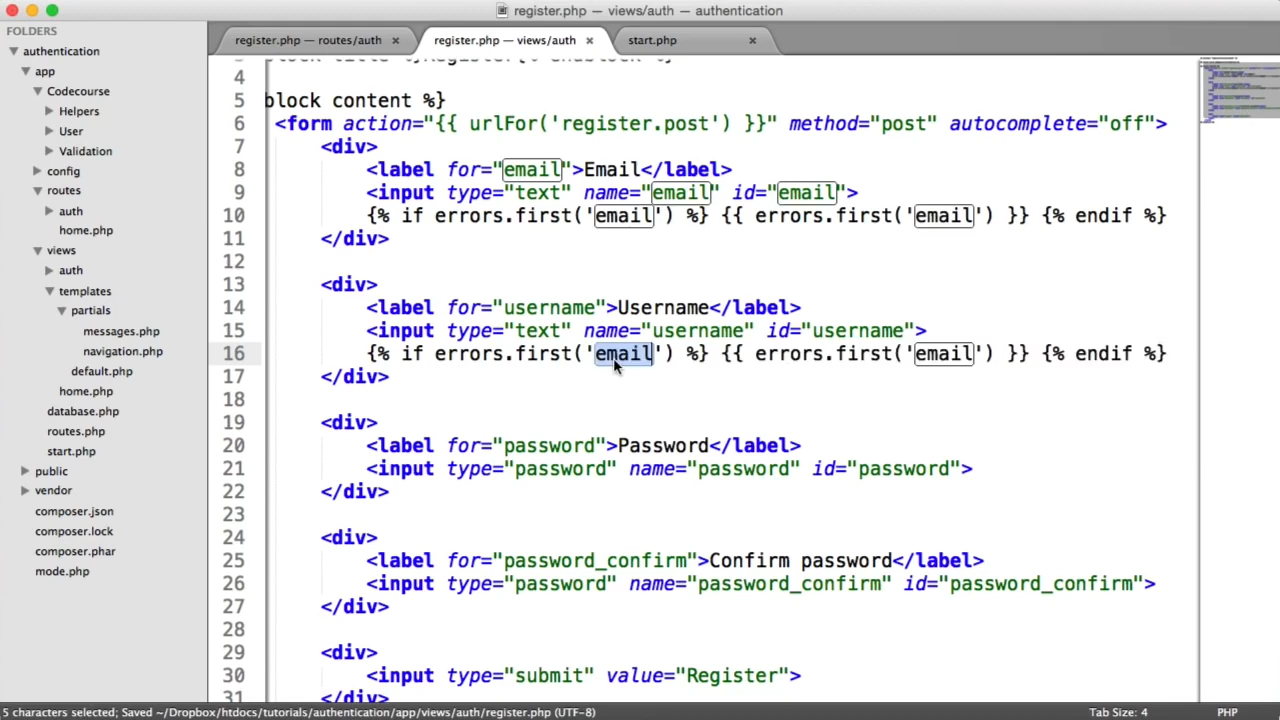 register.php — views/auth — authentication
FOLDERS
authentication
app
Codecourse
Helpers
User
Validation
config
routes
auth
home.php
views
auth
templates
partials
messages.php
navigation.php
default.php
home.php
database.php
routes.php
start.php
public
vendor
composer.json
composer.lock
composer.phar
mode.php
register.php — routes/auth
register.php — views/auth
start.php
4
5 block content %}
6 <form action="{{ urlFor('register.post') }}" method="post" autocomplete="off">
7 <div>
8 <label for="email">Email</label>
9 <input type="text" name="email" id="email">
10 {% if errors.first('email') %} {{ errors.first('email') }} {% endif %}
11 </div>
12
13 <div>
14 <label for="username">Username</label>
15 <input type="text" name="username" id="username">
16 {% if errors.first('email') %} {{ errors.first('email') }} {% endif %}
17 </div>
18
19 <div>
20 <label for="password">Password</label>
21 <input type="password" name="password" id="password">
22 </div>
23
24 <div>
25 <label for="password_confirm">Confirm password</label>
26 <input type="password" name="password_confirm" id="password_confirm">
27 </div>
28
29 <div>
30 <input type="submit" value="Register">
31 </div>
5 characters selected; Saved ~/Dropbox/htdocs/tutorials/authentication/app/views/auth/register.php (UTF-8)
Tab Size: 4
PHP